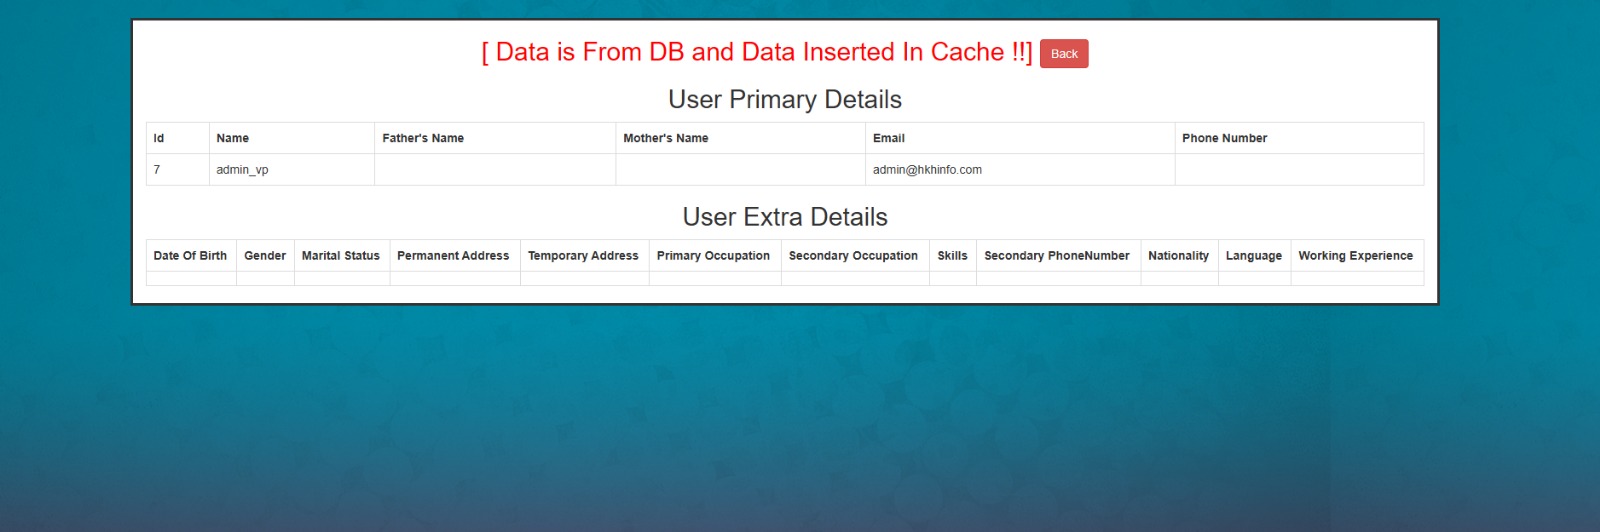 [ Data is From DB and Data Inserted In Cache !!] Back
User Primary Details
Id Name Father's Name Mother's Name Email Phone Number
7 admin_vp admin@hkhinfo.com
User Extra Details
Date Of Birth Gender Marital Status Permanent Address Temporary Address Primary Occupation Secondary Occupation Skills Secondary PhoneNumber Nationality Language Working Experience